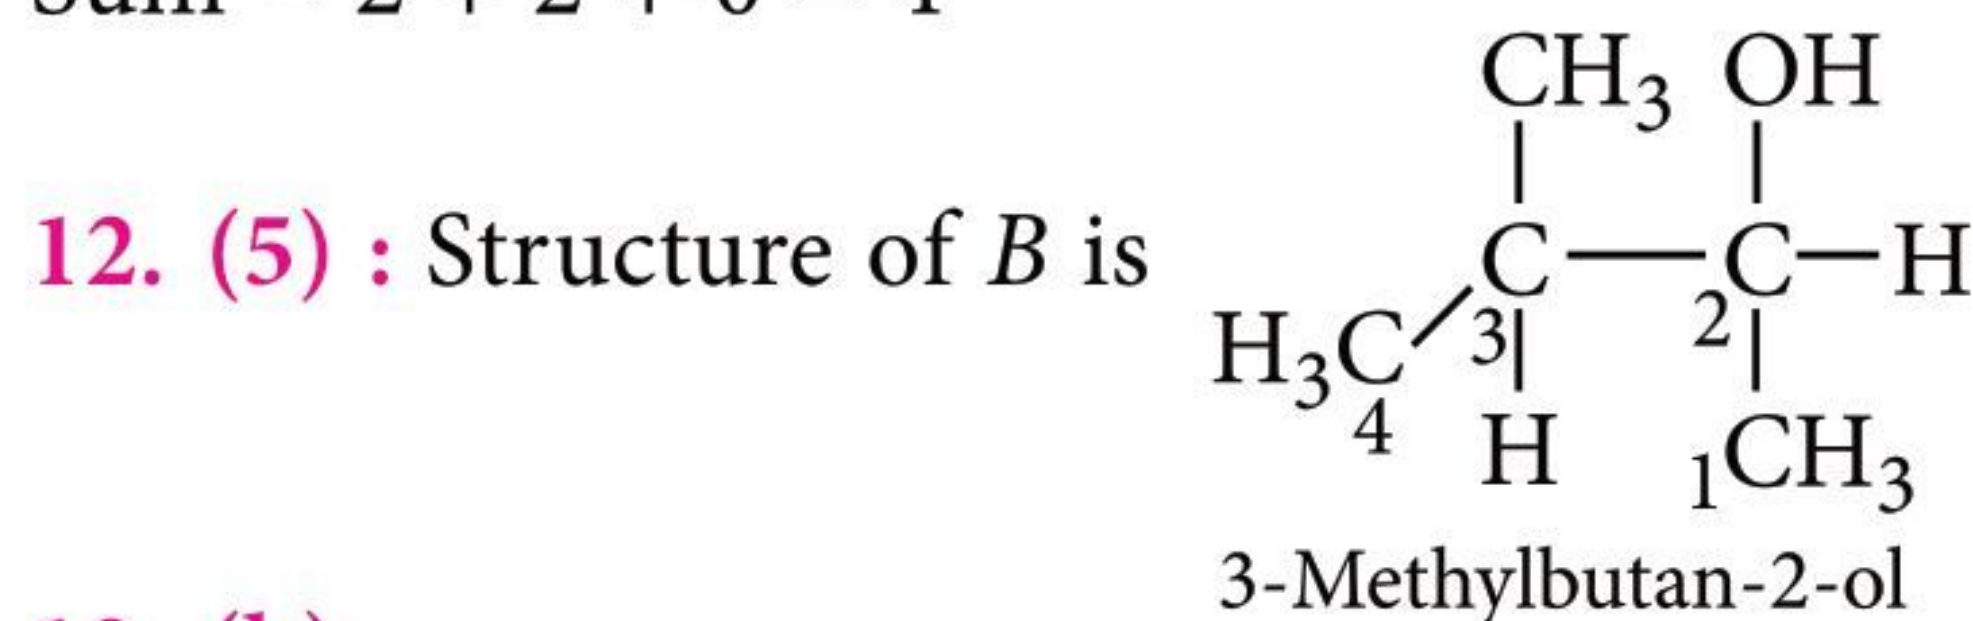 CH3 OH
12. (5) : Structure of B is C — C — H
H3C 3 2
4 H 1CH3
3-Methylbutan-2-ol